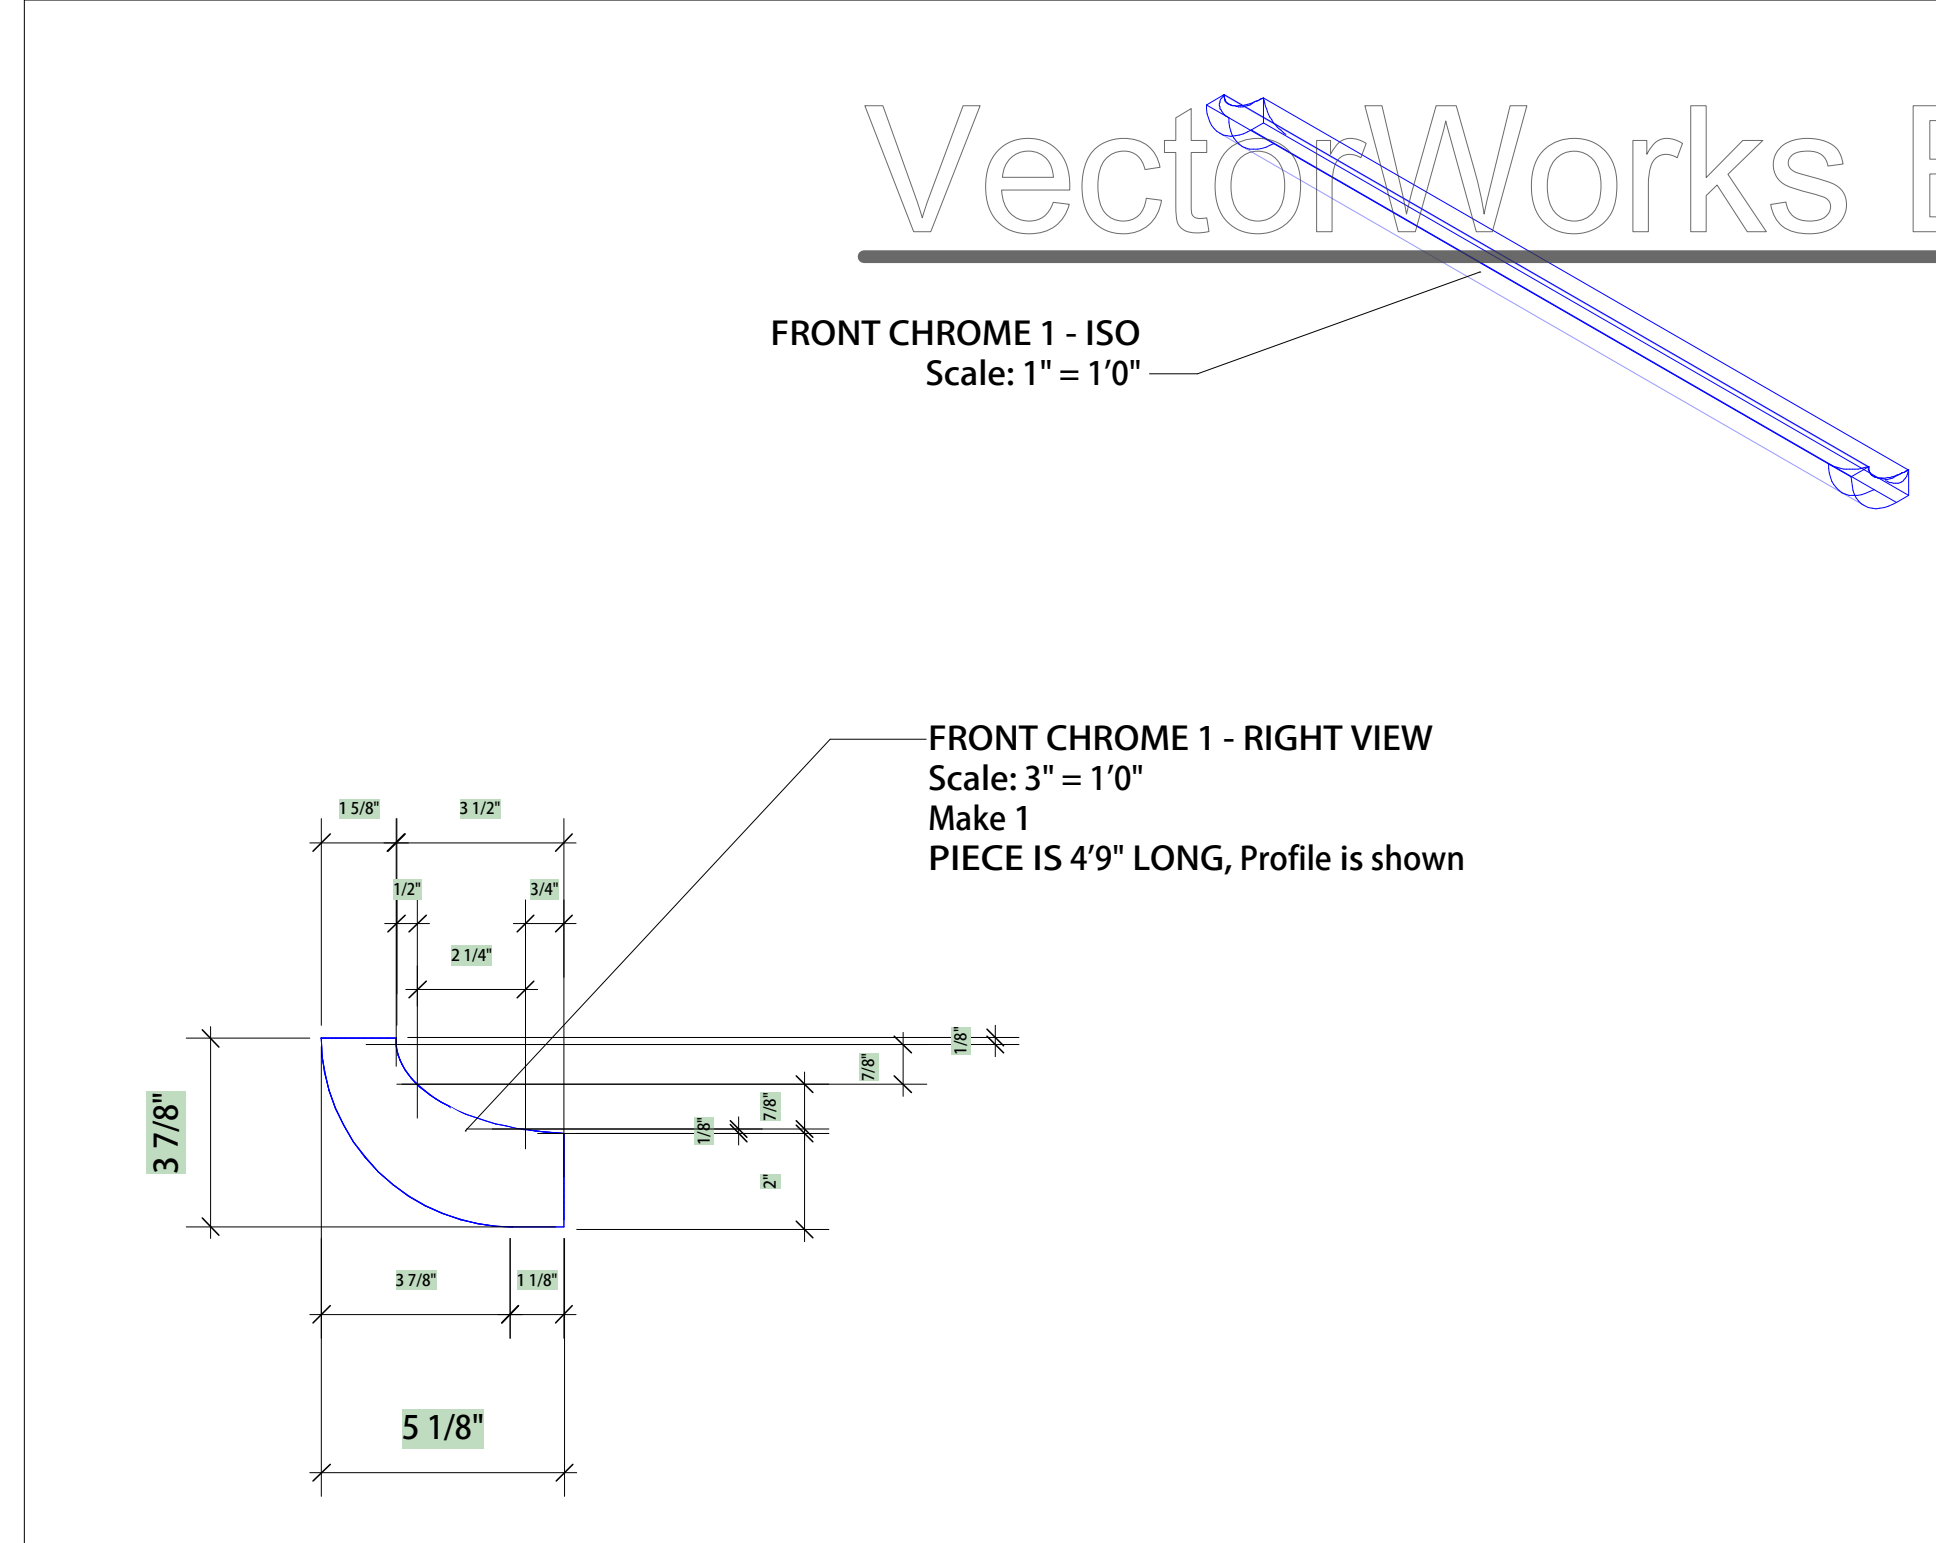 VectorWorks E
FRONT CHROME 1 - ISO
Scale: 1" = 1'0"
FRONT CHROME 1 - RIGHT VIEW
Scale: 3" = 1'0"
Make 1
PIECE IS 4'9" LONG, Profile is shown
1 5/8"
3 1/2"
1/2"
3/4"
2 1/4"
1/8"
7/8"
7/8"
1/8"
3 7/8"
2"
3 7/8"
1 1/8"
5 1/8"